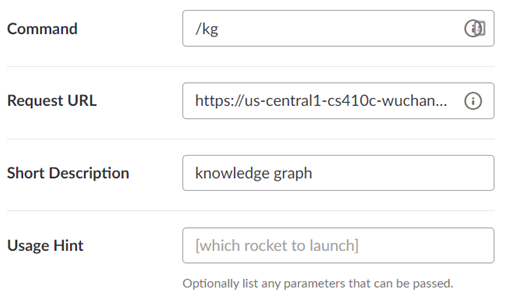 Command
/kg
Request URL
https://us-central1-cs410c-wuchan...
Short Description
knowledge graph
Usage Hint
[which rocket to launch]
Optionally list any parameters that can be passed.